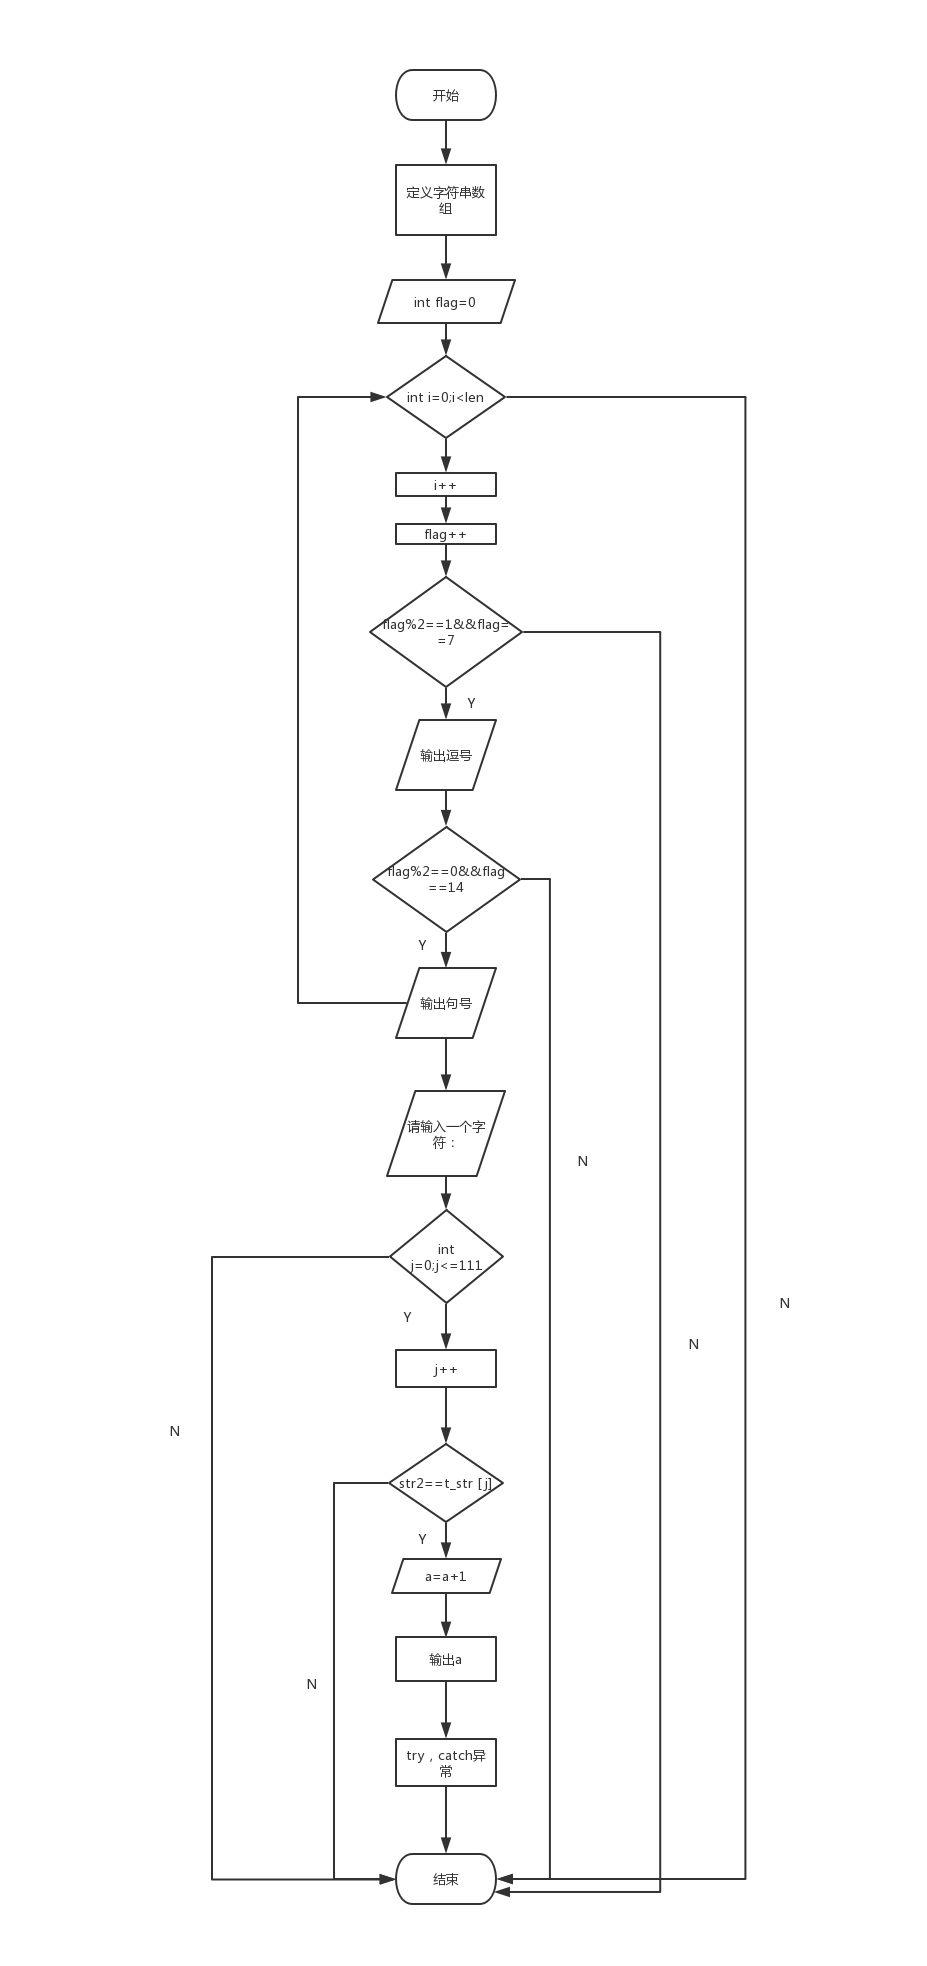 开始
定义字符串数
组
int flag=0
int i=0;i<len
i++
flag++
flag%2==1&&flag=
=7
Y
输出逗号
flag%2==0&&flag
==14
Y
输出句号
请输入一个字
符：
N
int
j=0;j<=111
N
Y
N
j++
N
str2==t_str [j]
Y
a=a+1
输出a
N
try，catch异
常
结束